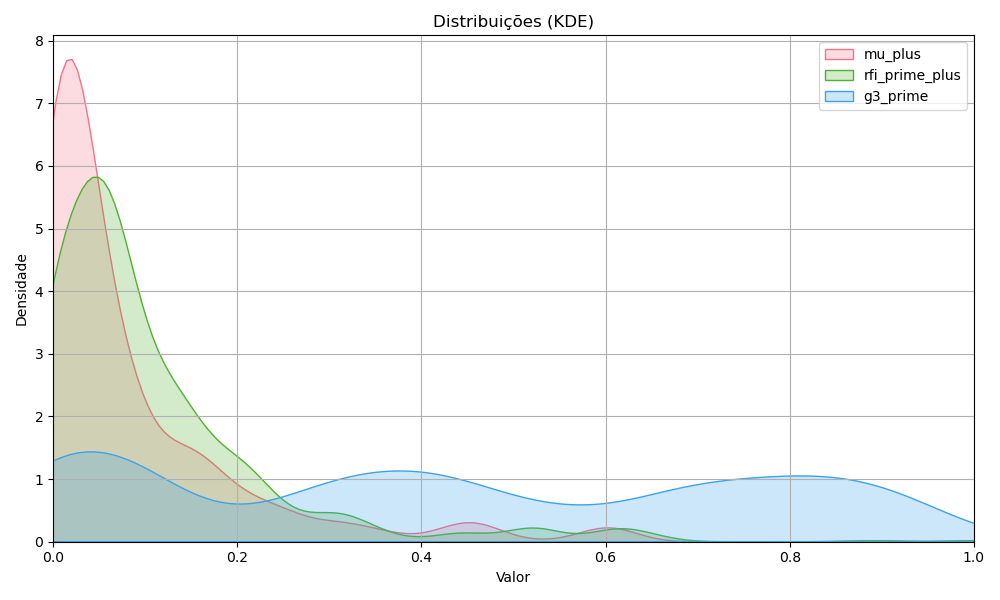 Distribuições (KDE)
mu_plus
rfi_prime_plus
g3_prime
Densidade
8
7
6
5
4
3
2
1
0
0.0 0.2 0.4 0.6 0.8 1.0
Valor